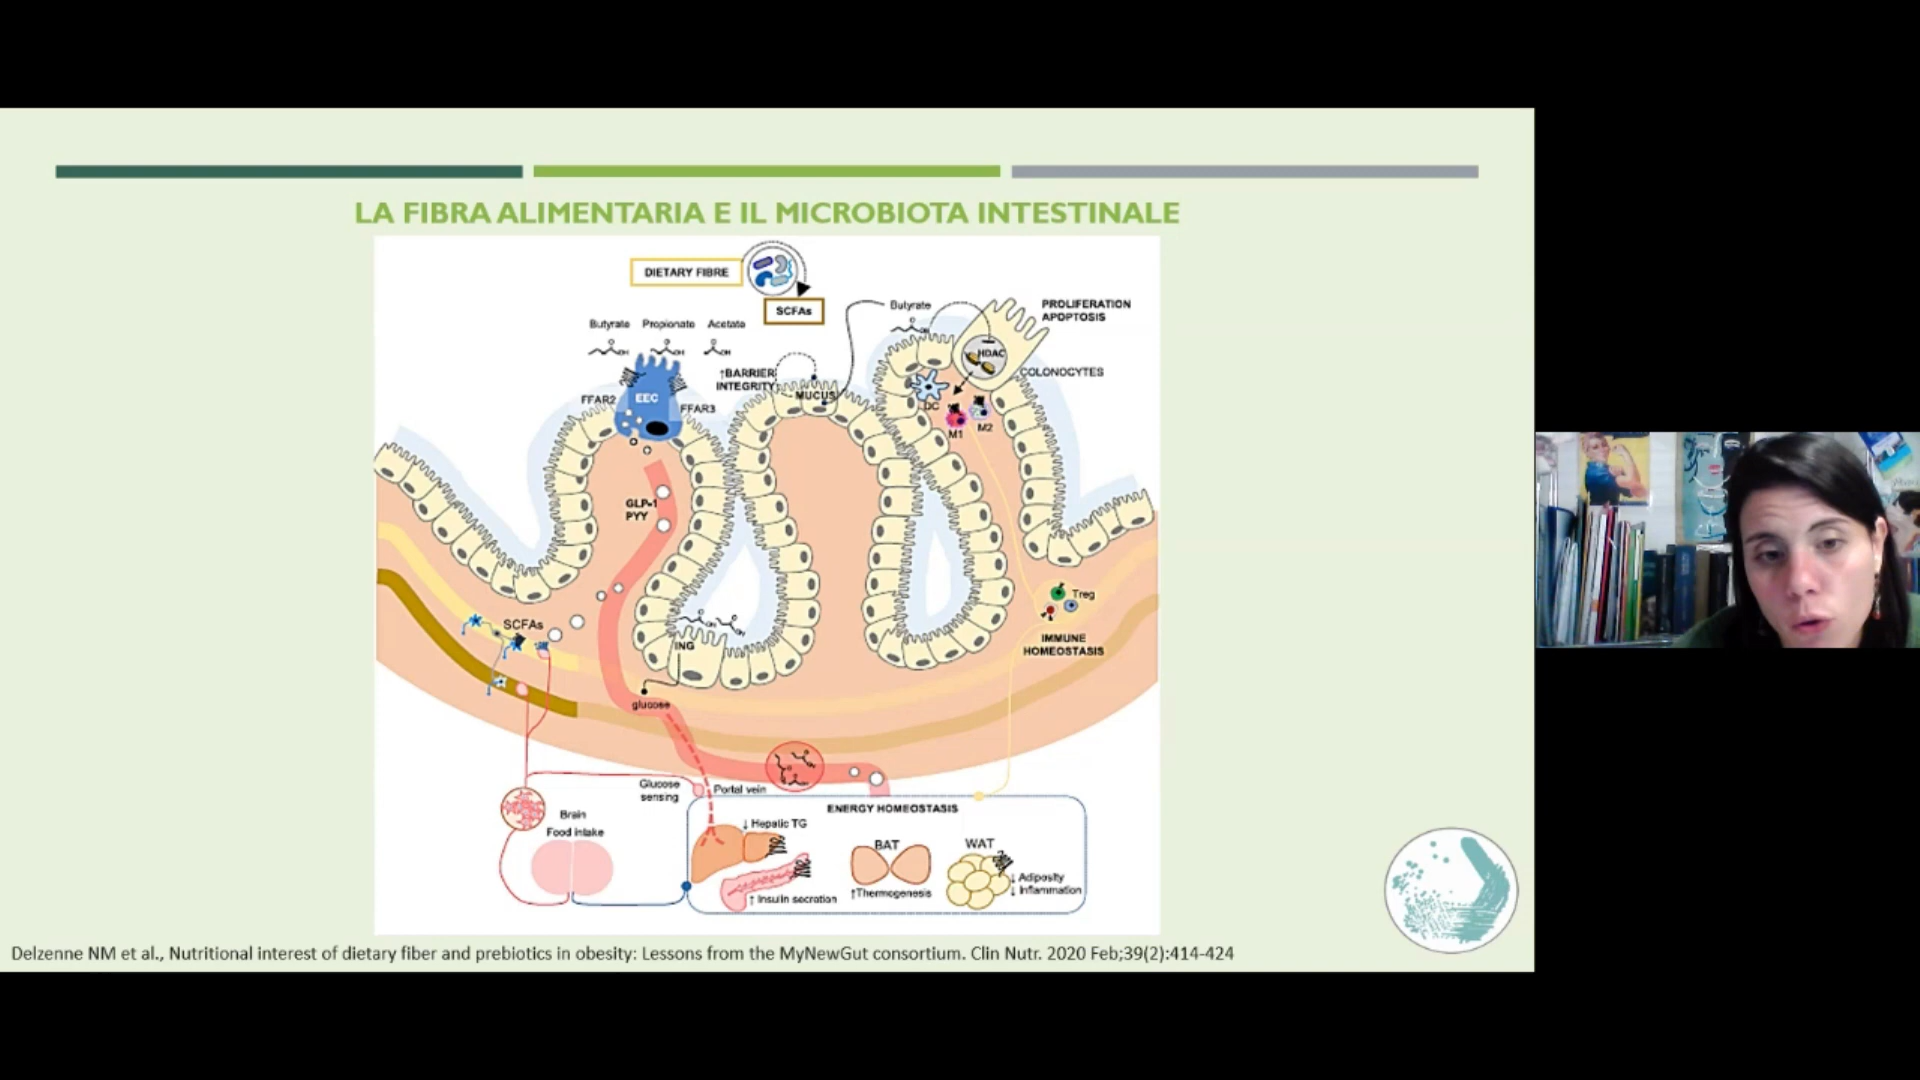 LA FIBRA ALIMENTARIA E IL MICROBIOTA INTESTINALE
DIETARY FIBRE
SCFAs
Butyrate Propionate Acetate
Butyrate
PROLIFERATION
APOPTOSIS
HDAC
COLONOCYTES
↑BARRIER
INTEGRITY
MUCUS
FFAR2
EEC
FFAR3
DC
M1
M2
GLP-1
PYY
SCFAs
ING
glucose
Treg
IMMUNE
HOMEOSTASIS
Glucose
sensing
Portal vein
Brain
Food intake
ENERGY HOMEOSTASIS
↓ Hepatic TG
↑ Insulin secretion
BAT
↑Thermogenesis
WAT
↓ Adiposity
↓ Inflammation
Delzenne NM et al., Nutritional interest of dietary fiber and prebiotics in obesity: Lessons from the MyNewGut consortium. Clin Nutr. 2020 Feb;39(2):414-424